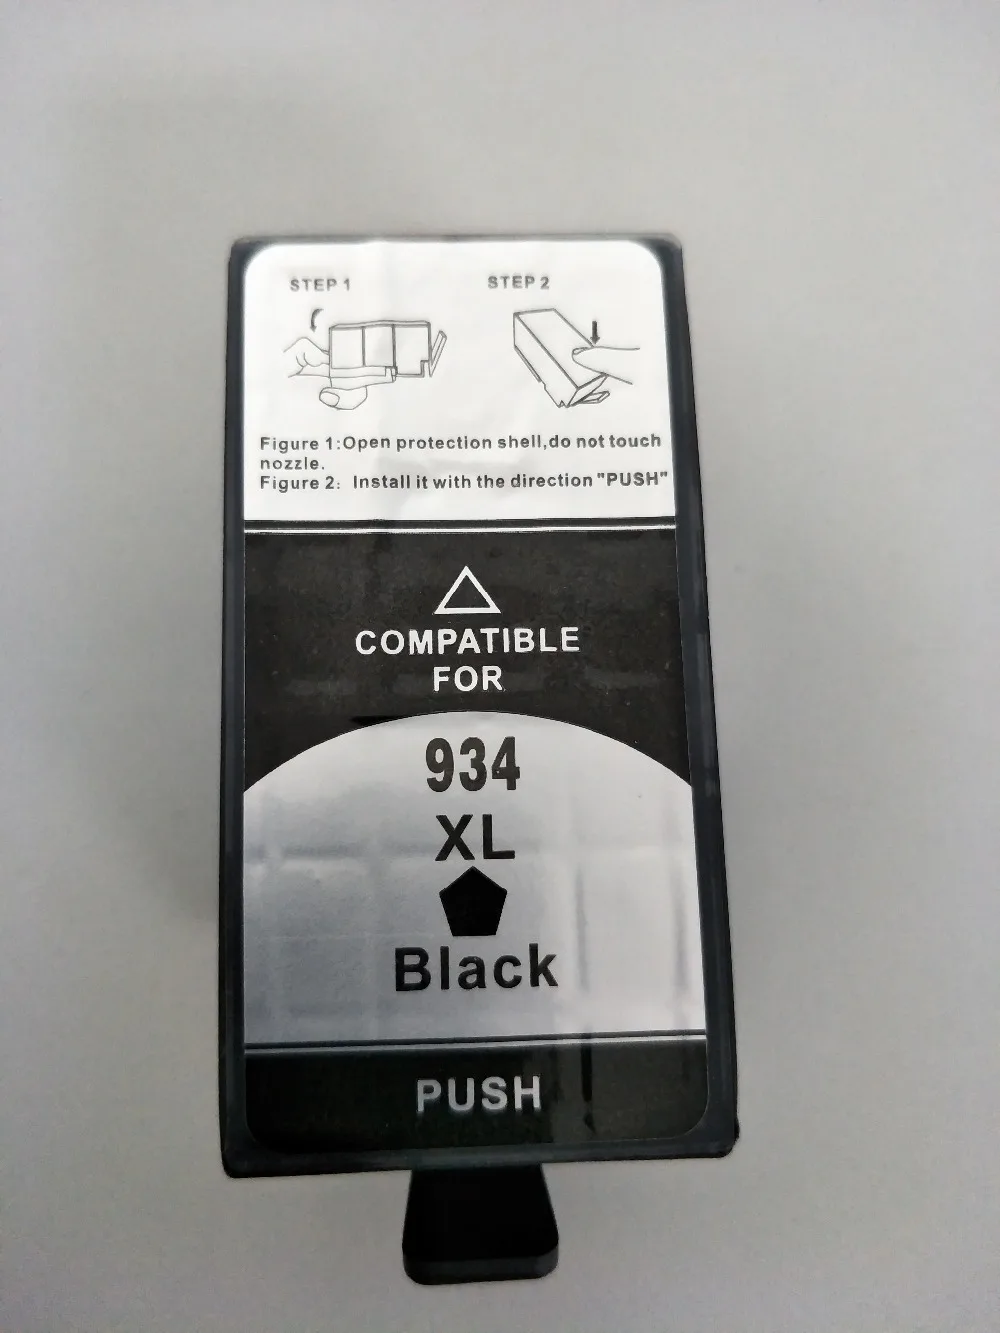 STEP 1
STEP 2
Figure 1:Open protection shell,do not touch
nozzle.
Figure 2: Install it with the direction "PUSH"
COMPATIBLE
FOR
934
XL
Black
PUSH